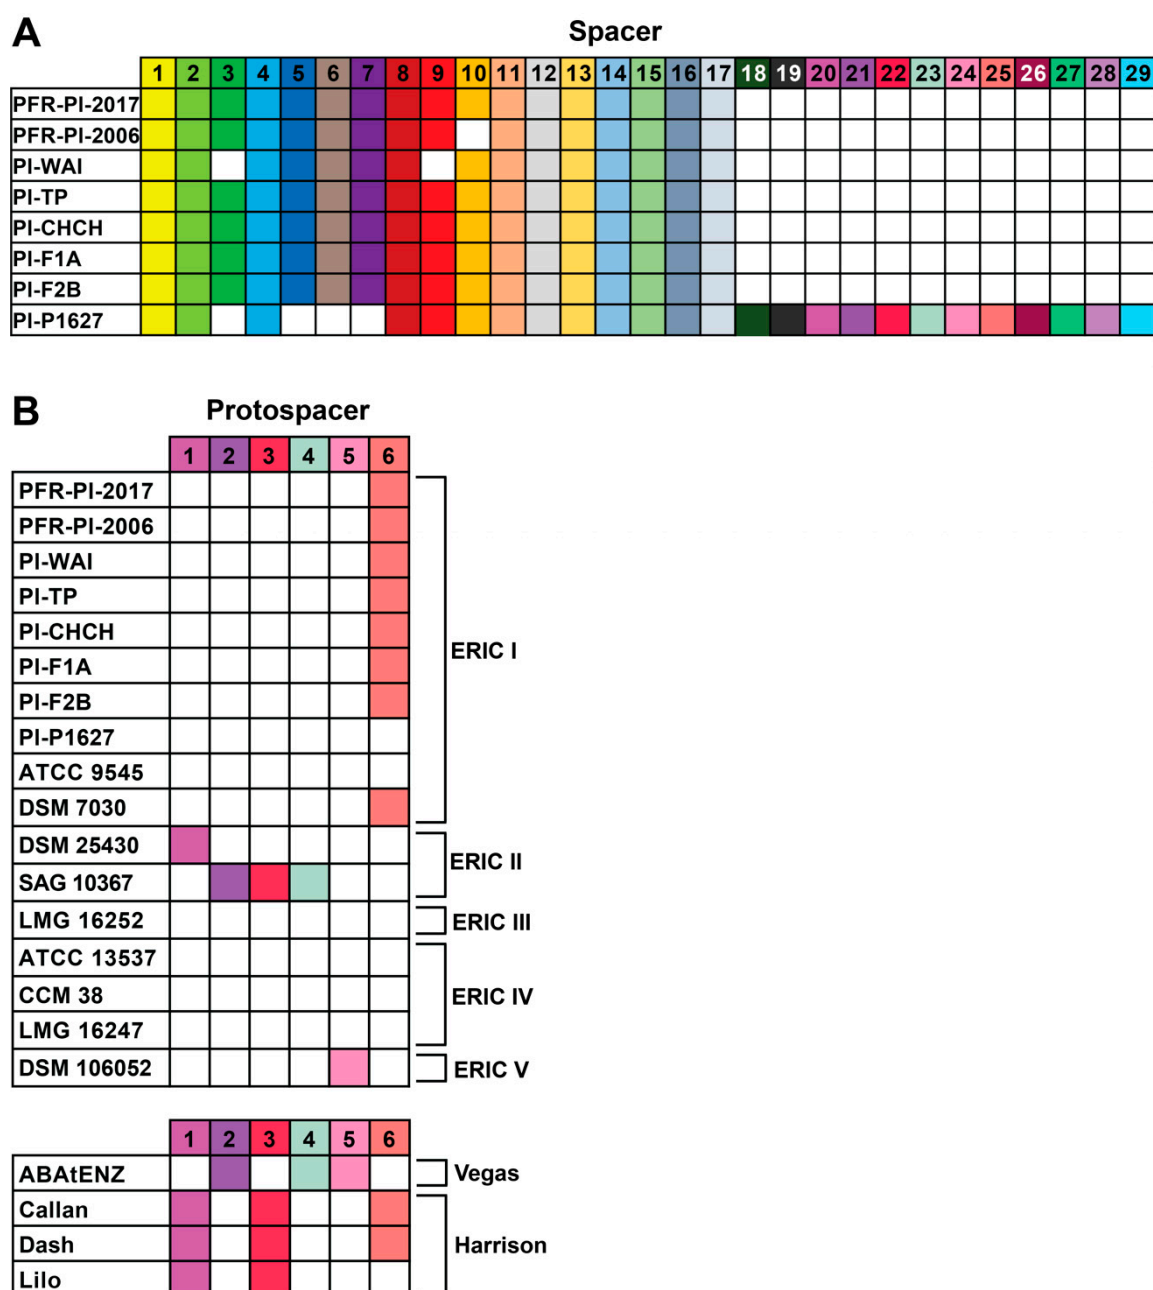 A
Spacer
1 2 3 4 5 6 7 8 9 10 11 12 13 14 15 16 17 18 19 20 21 22 23 24 25 26 27 28 29
PFR-PI-2017
PFR-PI-2006
PI-WAI
PI-TP
PI-CHCH
PI-F1A
PI-F2B
PI-P1627
B
Protospacer
1 2 3 4 5 6
PFR-PI-2017
PFR-PI-2006
PI-WAI
PI-TP
PI-CHCH
PI-F1A
PI-F2B
PI-P1627
ATCC 9545
DSM 7030
ERIC I
DSM 25430
SAG 10367
ERIC II
LMG 16252
ERIC III
ATCC 13537
CCM 38
LMG 16247
ERIC IV
DSM 106052
ERIC V
1 2 3 4 5 6
ABAtENZ
Vegas
Callan
Dash
Lilo
Harrison